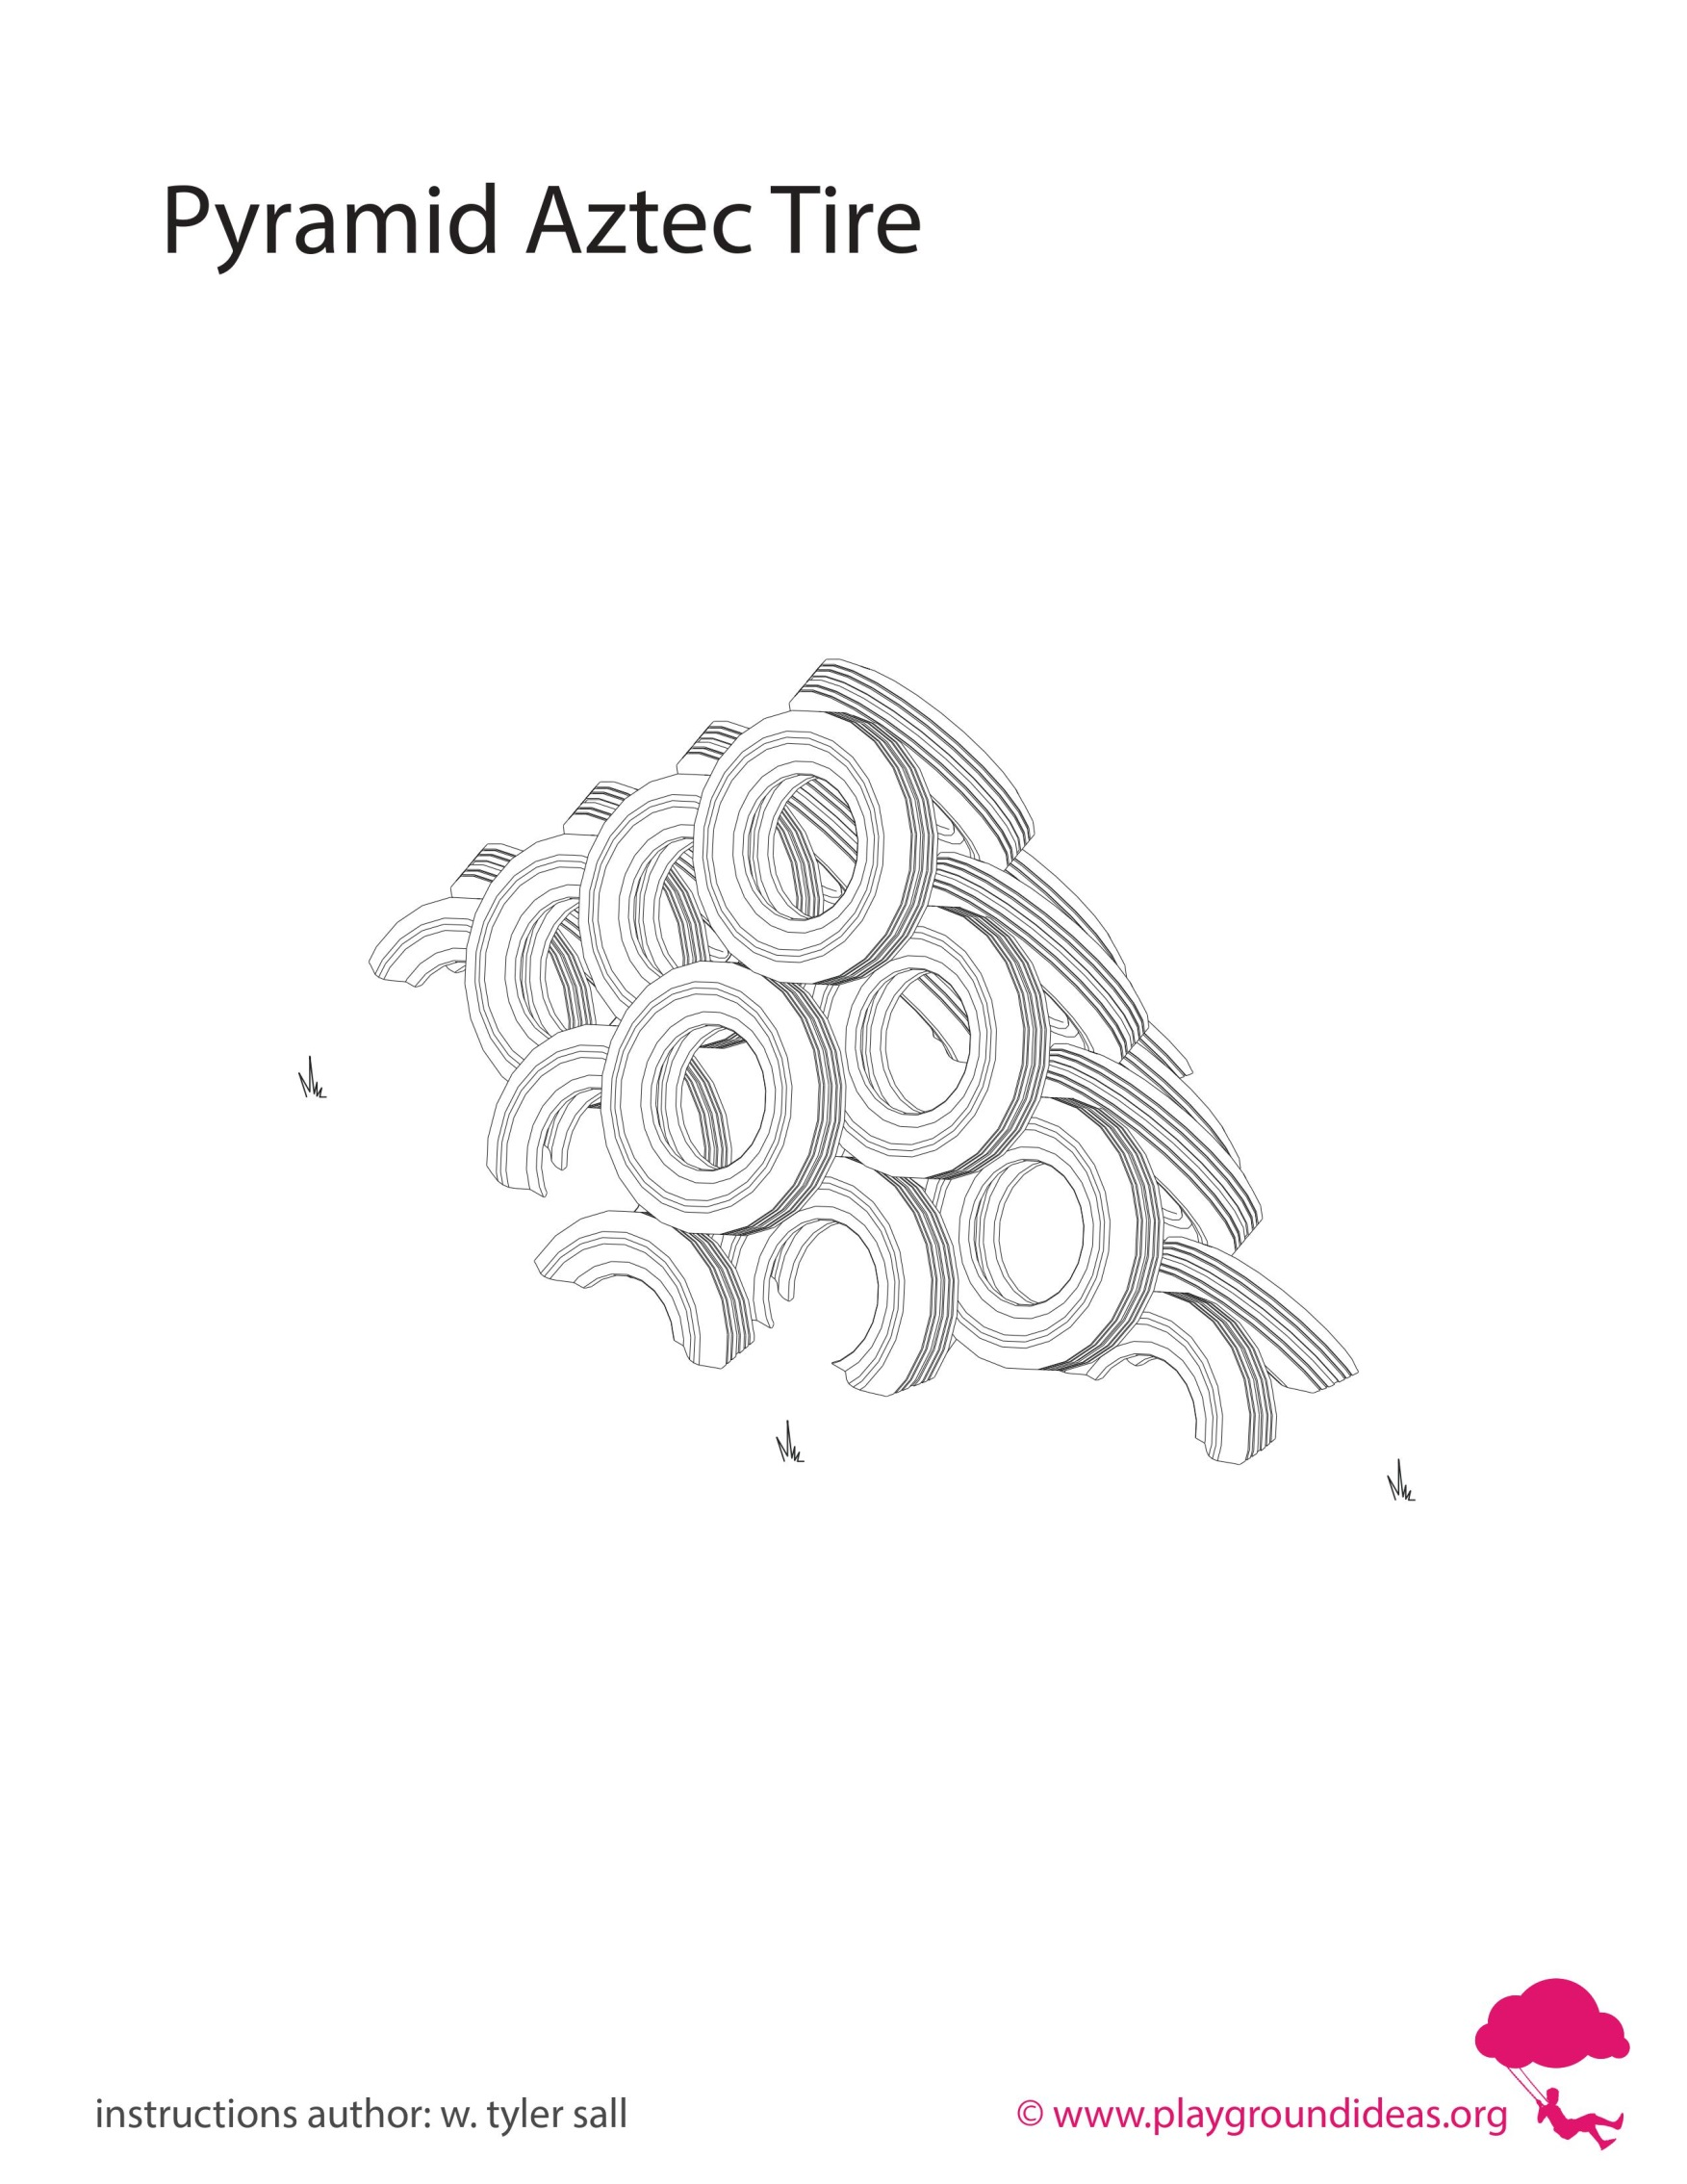 Pyramid Aztec Tire
instructions author: w. tyler sall
© www.playgroundideas.org